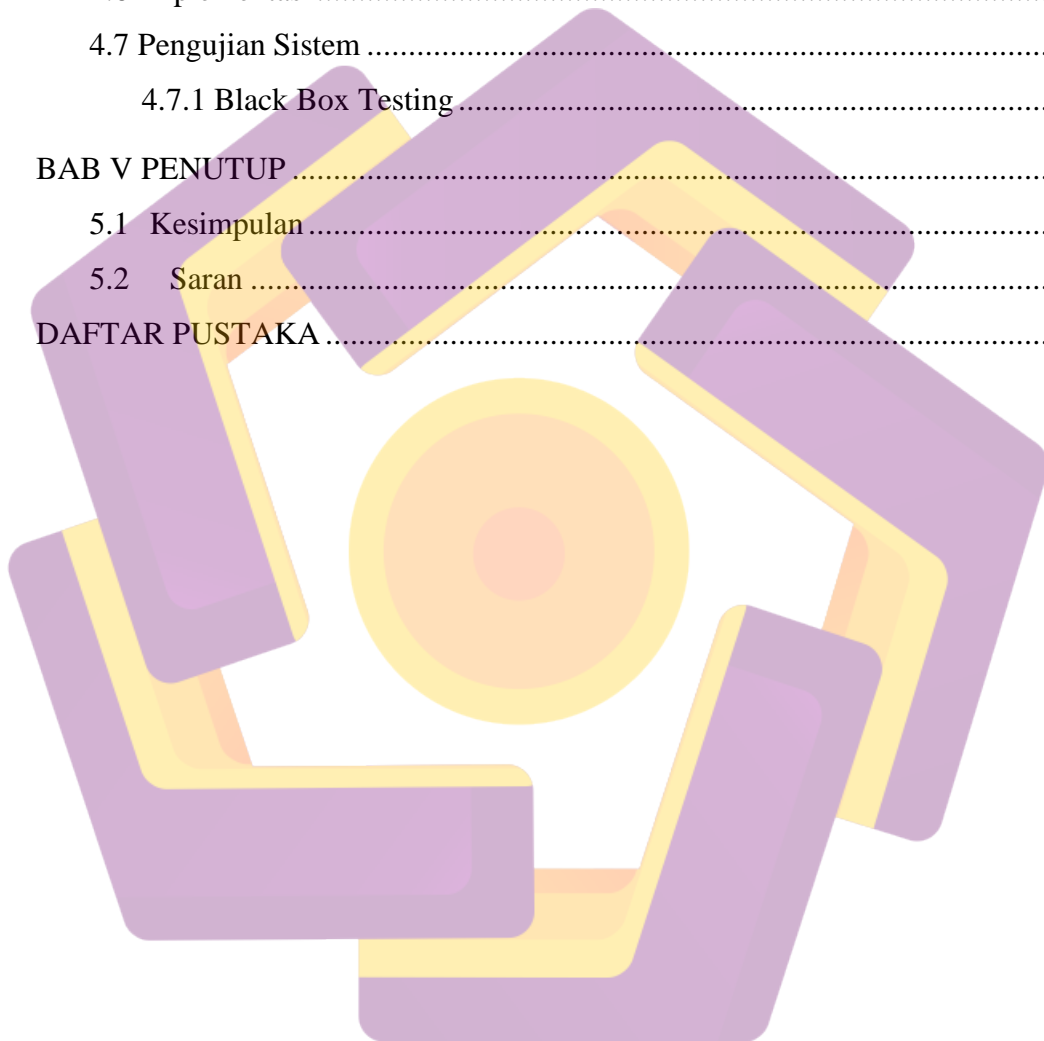 4.7 Pengujian Sistem ..........................................................................................
4.7.1 Black Box Testing ..............................................................................
BAB V PENUTUP ....................................................................................................
5.1 Kesimpulan ..................................................................................................
5.2 Saran ...........................................................................................................
DAFTAR PUSTAKA ................................................................................................